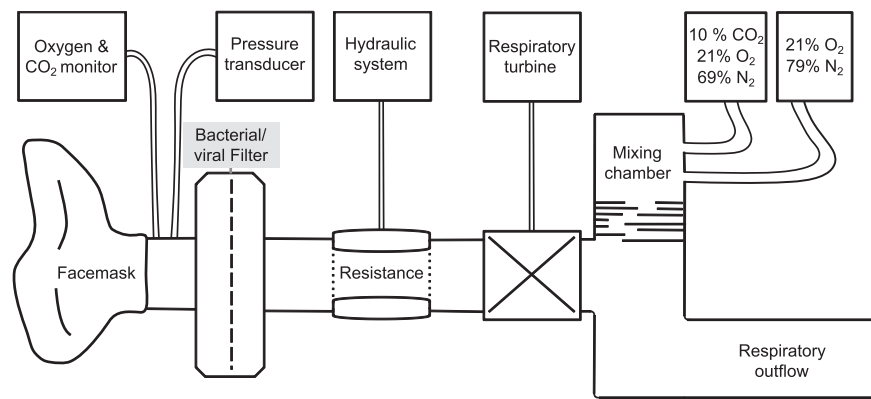 Oxygen &
CO₂ monitor
Pressure
transducer
Hydraulic
system
Respiratory
turbine
10 % CO₂
21% O₂
69% N₂
21% O₂
79% N₂
Bacterial/
viral Filter
Mixing
chamber
Facemask
Resistance
Respiratory
outflow